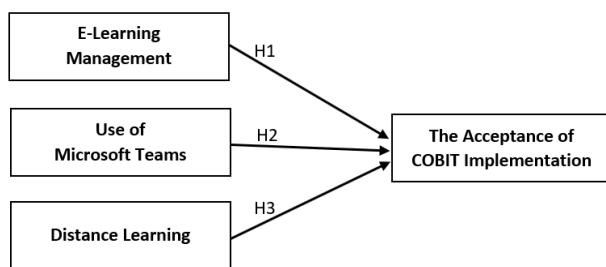 E-Learning
Management
H1
Use of
Microsoft Teams
H2
The Acceptance of
COBIT Implementation
H3
Distance Learning